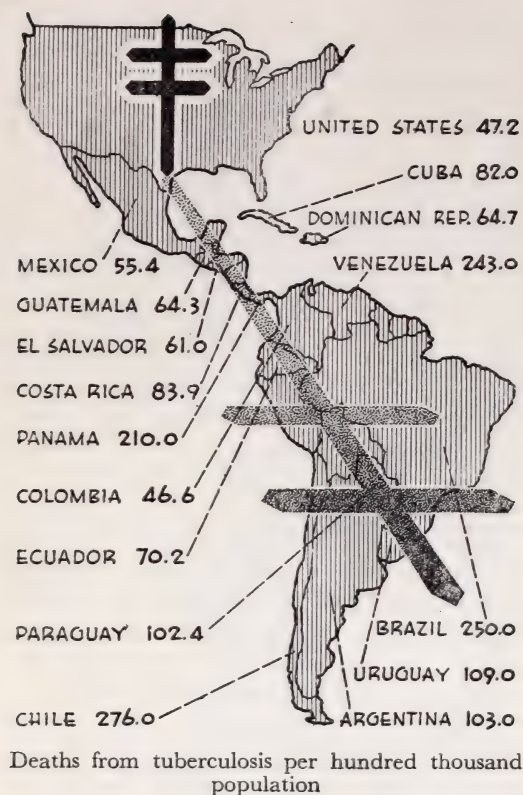 UNITED STATES 47.2
CUBA 82.0
DOMINICAN REP. 64.7
VENEZUELA 243.0
MEXICO 55.4
GUATEMALA 64.3
EL SALVADOR 61.0
COSTA RICA 83.9
PANAMA 210.0
COLOMBIA 46.6
ECUADOR 70.2
PARAGUAY 102.4
CHILE 276.0
BRAZIL 250.0
URUGUAY 109.0
ARGENTINA 103.0
Deaths from tuberculosis per hundred thousand
population